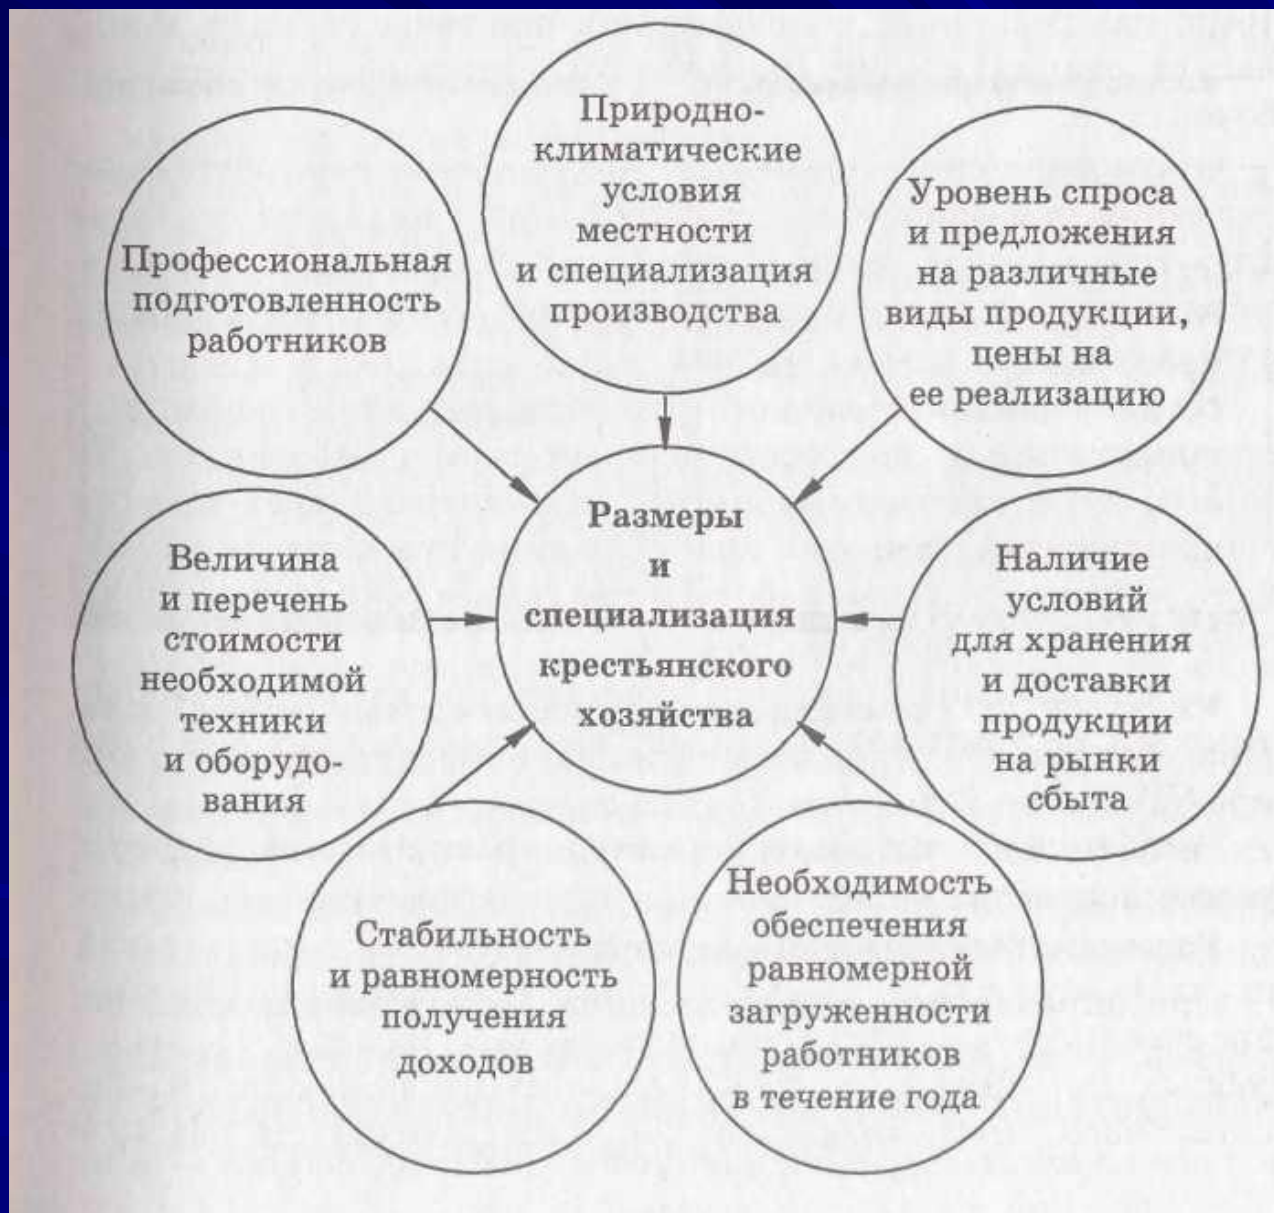 Природно-
климатические
условия
местности
и специализация
производства
Уровень спроса
и предложения
на различные
виды продукции,
цены на
ее реализацию
Профессиональная
подготовленность
работников
Размеры
и
специализация
крестьянского
хозяйства
Величина
и перечень
стоимости
необходимой
техники
и оборудо-
вания
Наличие
условий
для хранения
и доставки
продукции
на рынки
сбыта
Стабильность
и равномерность
получения
доходов
Необходимость
обеспечения
равномерной
загруженности
работников
в течение года